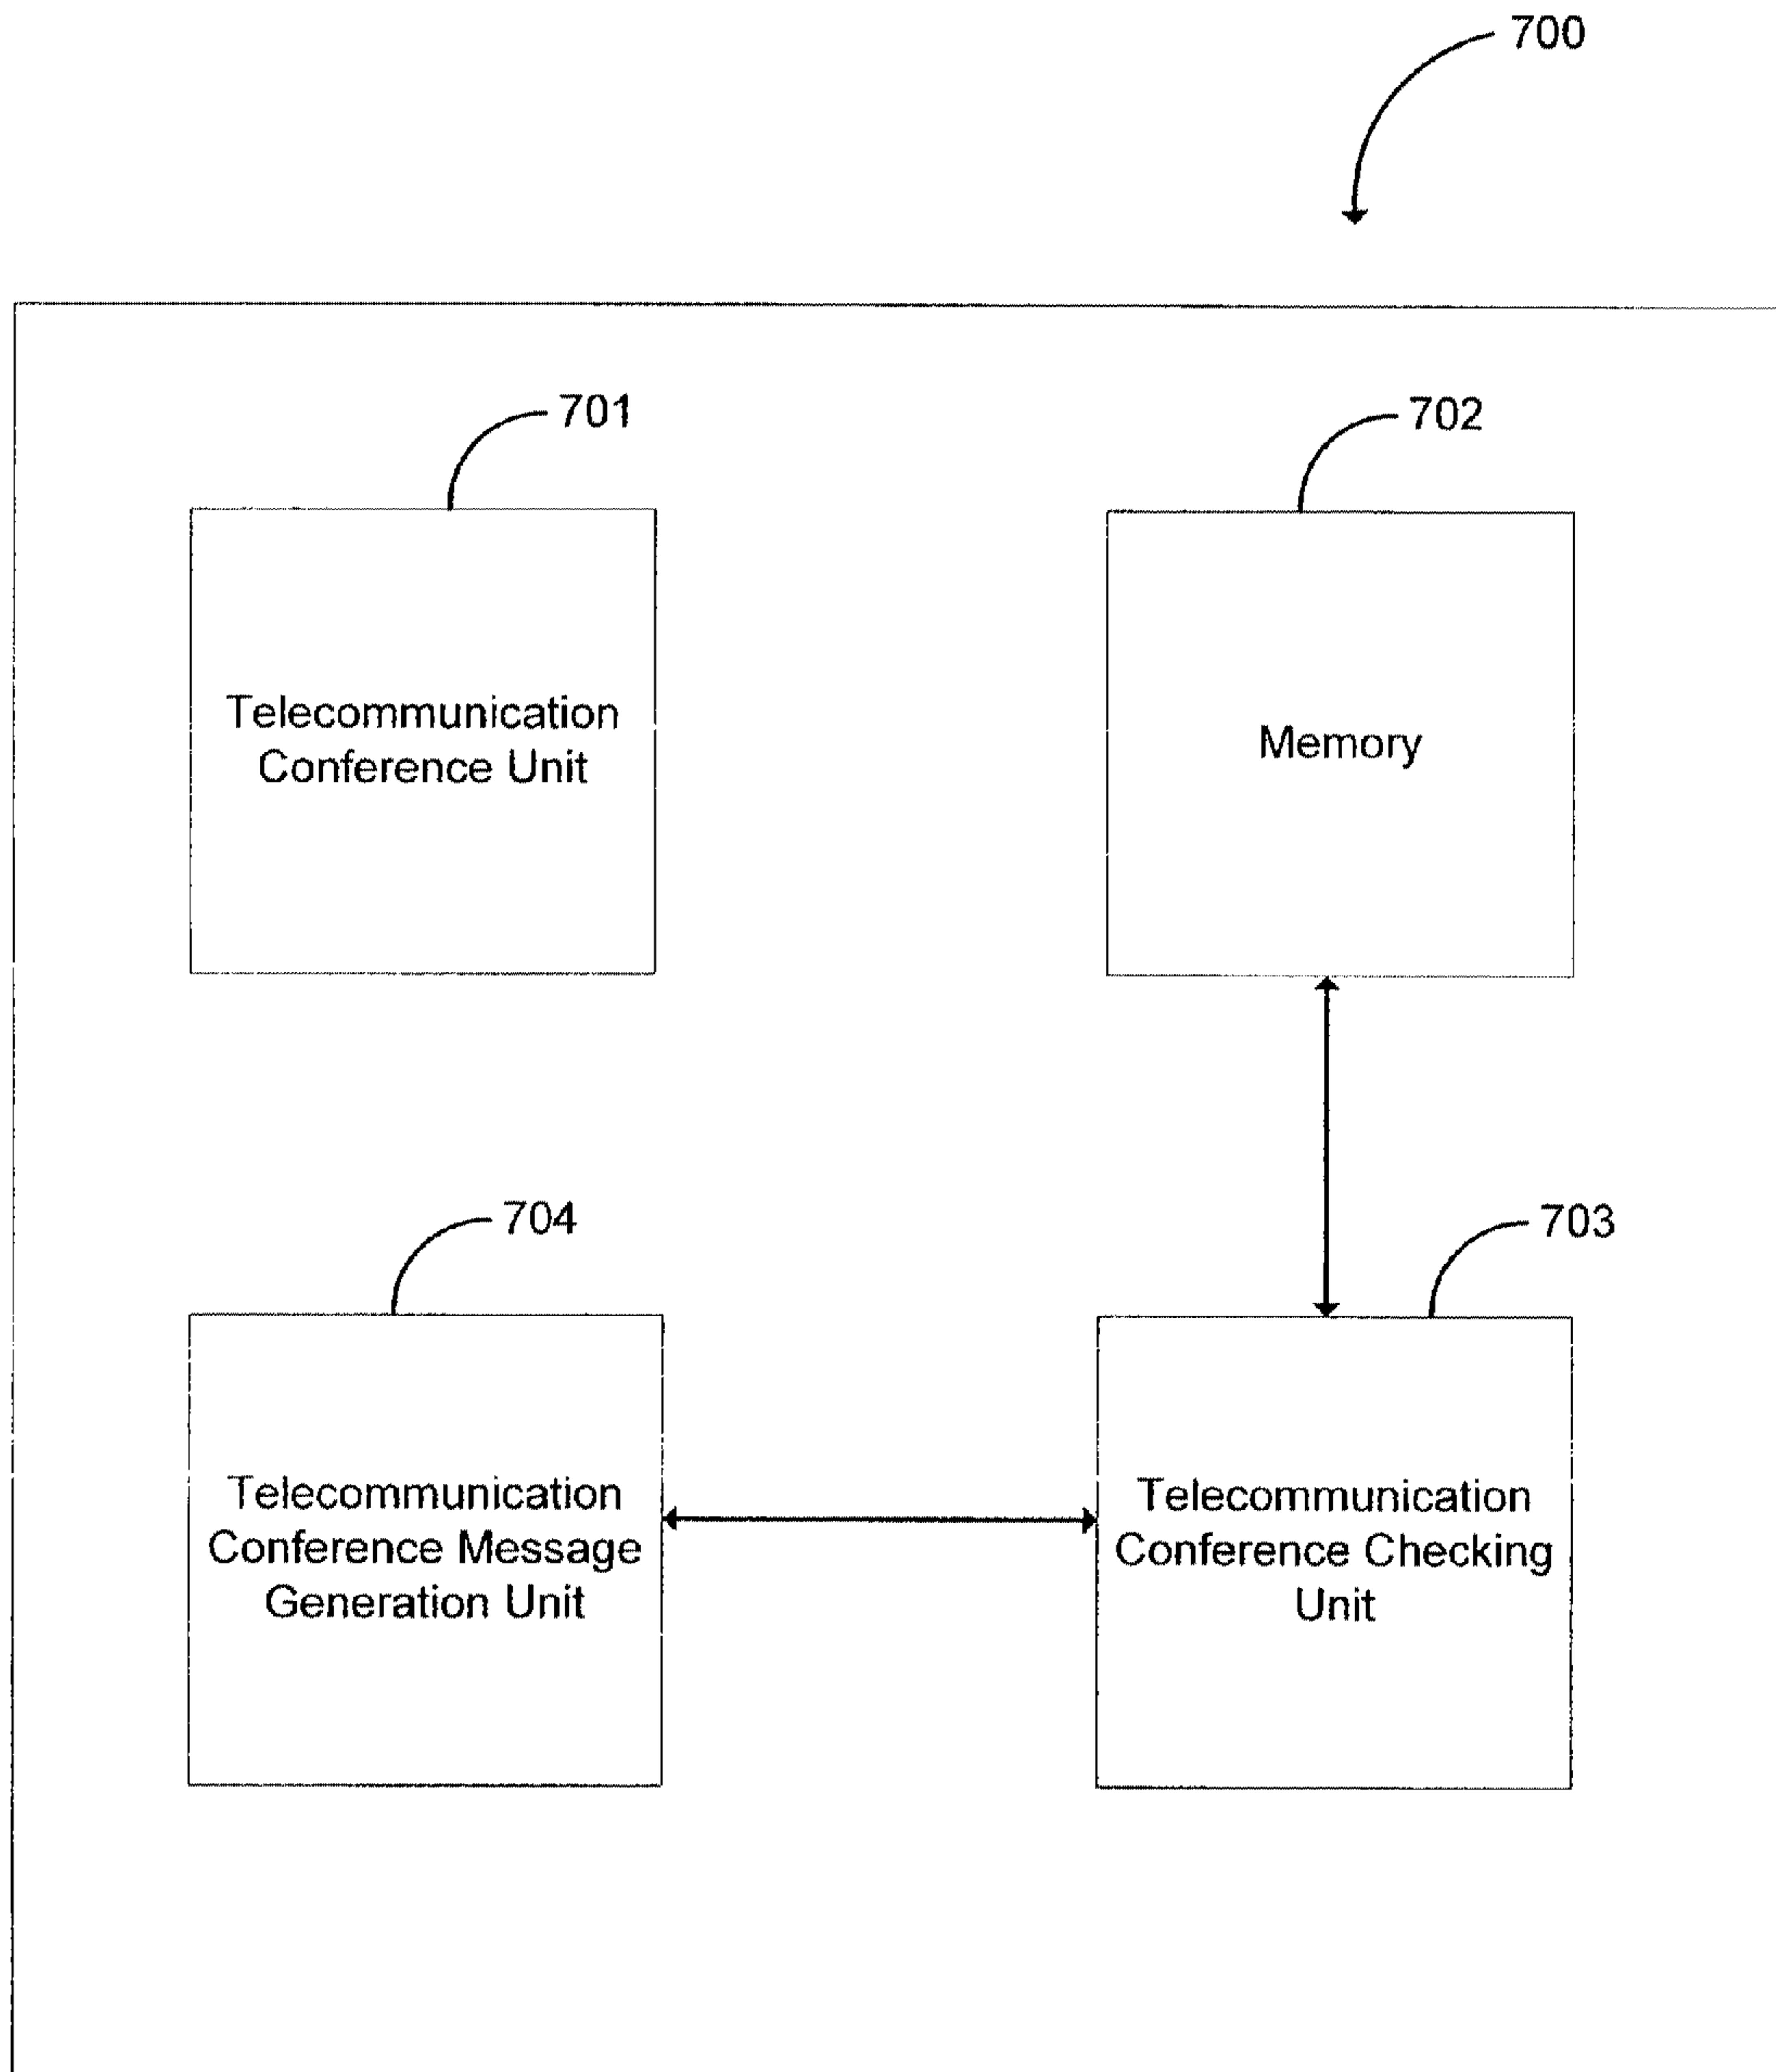 700
701
702
Telecommunication
Conference Unit
Memory
704
703
Telecommunication
Conference Message
Generation Unit
Telecommunication
Conference Checking
Unit